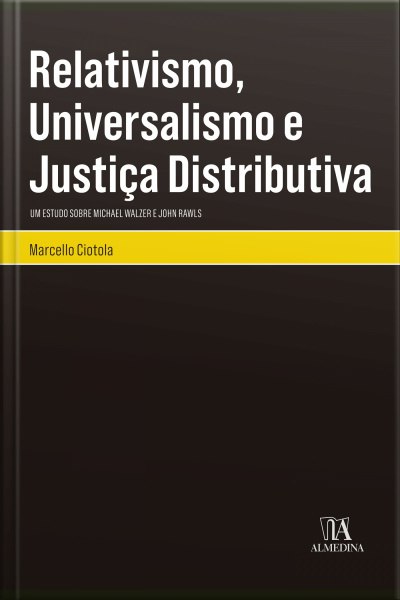 Relativismo,
Universalismo e
Justiça Distributiva
UM ESTUDO SOBRE MICHAEL WALZER E JOHN RAWLS
Marcello Ciotola
ALMEDINA